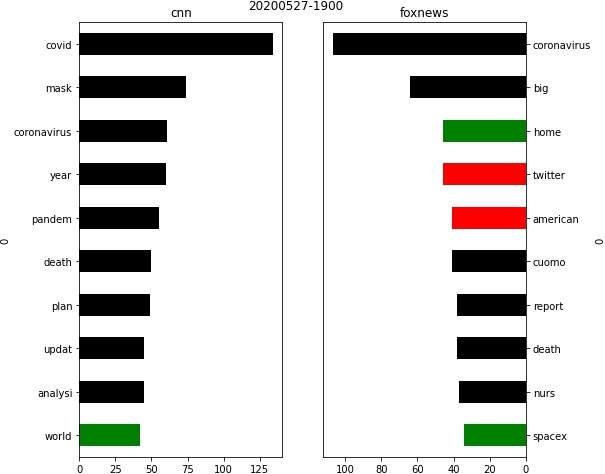 20200527-1900
cnn
foxnews
covid
mask
coronavirus
year
pandem
death
plan
updat
analysi
world
0
0 25 50 75 100 125
coronavirus
big
home
twitter
american
cuomo
report
death
nurs
spacex
0
100 80 60 40 20 0